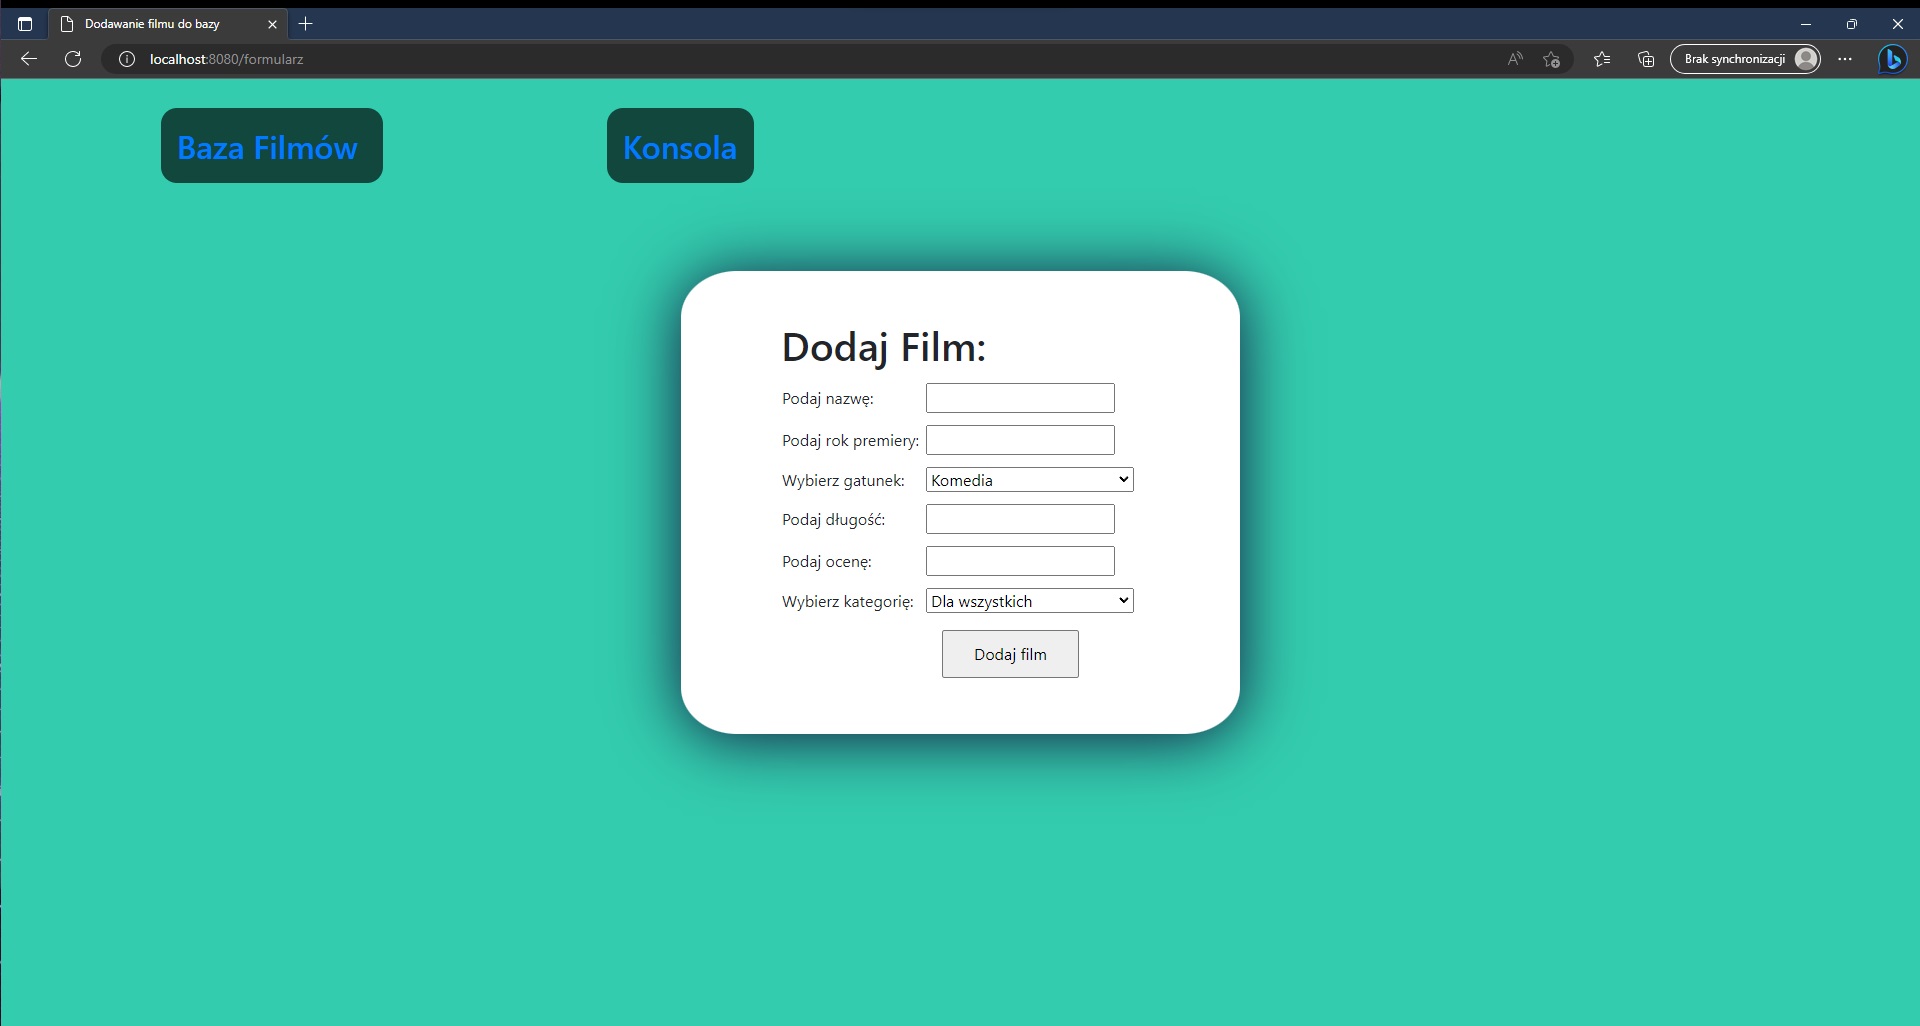 Dodawanie filmu do bazy
localhost:8080/formularz
Brak synchronizacji
Baza Filmów
Konsola
Dodaj Film:
Podaj nazwę:
Podaj rok premiery:
Wybierz gatunek: Komedia
Podaj długość:
Podaj ocenę:
Wybierz kategorię: Dla wszystkich
Dodaj film